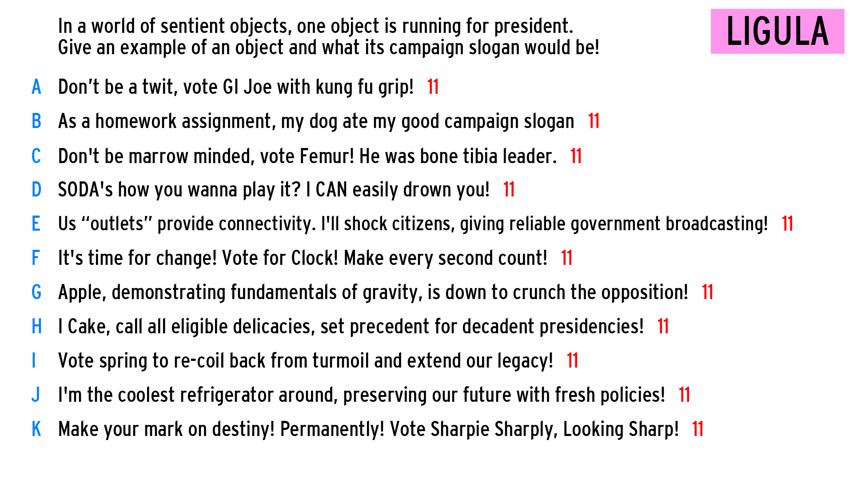 In a world of sentient objects, one object is running for president.
Give an example of an object and what its campaign slogan would be!
LIGULA
A Don't be a twit, vote GI Joe with kung fu grip! 11
B As a homework assignment, my dog ate my good campaign slogan 11
C Don't be marrow minded, vote Femur! He was bone tibia leader. 11
D SODA's how you wanna play it? I CAN easily drown you! 11
E Us “outlets” provide connectivity. I'll shock citizens, giving reliable government broadcasting! 11
F It's time for change! Vote for Clock! Make every second count! 11
G Apple, demonstrating fundamentals of gravity, is down to crunch the opposition! 11
H I Cake, call all eligible delicacies, set precedent for decadent presidencies! 11
I Vote spring to re-coil back from turmoil and extend our legacy! 11
J I'm the coolest refrigerator around, preserving our future with fresh policies! 11
K Make your mark on destiny! Permanently! Vote Sharpie Sharply, Looking Sharp! 11